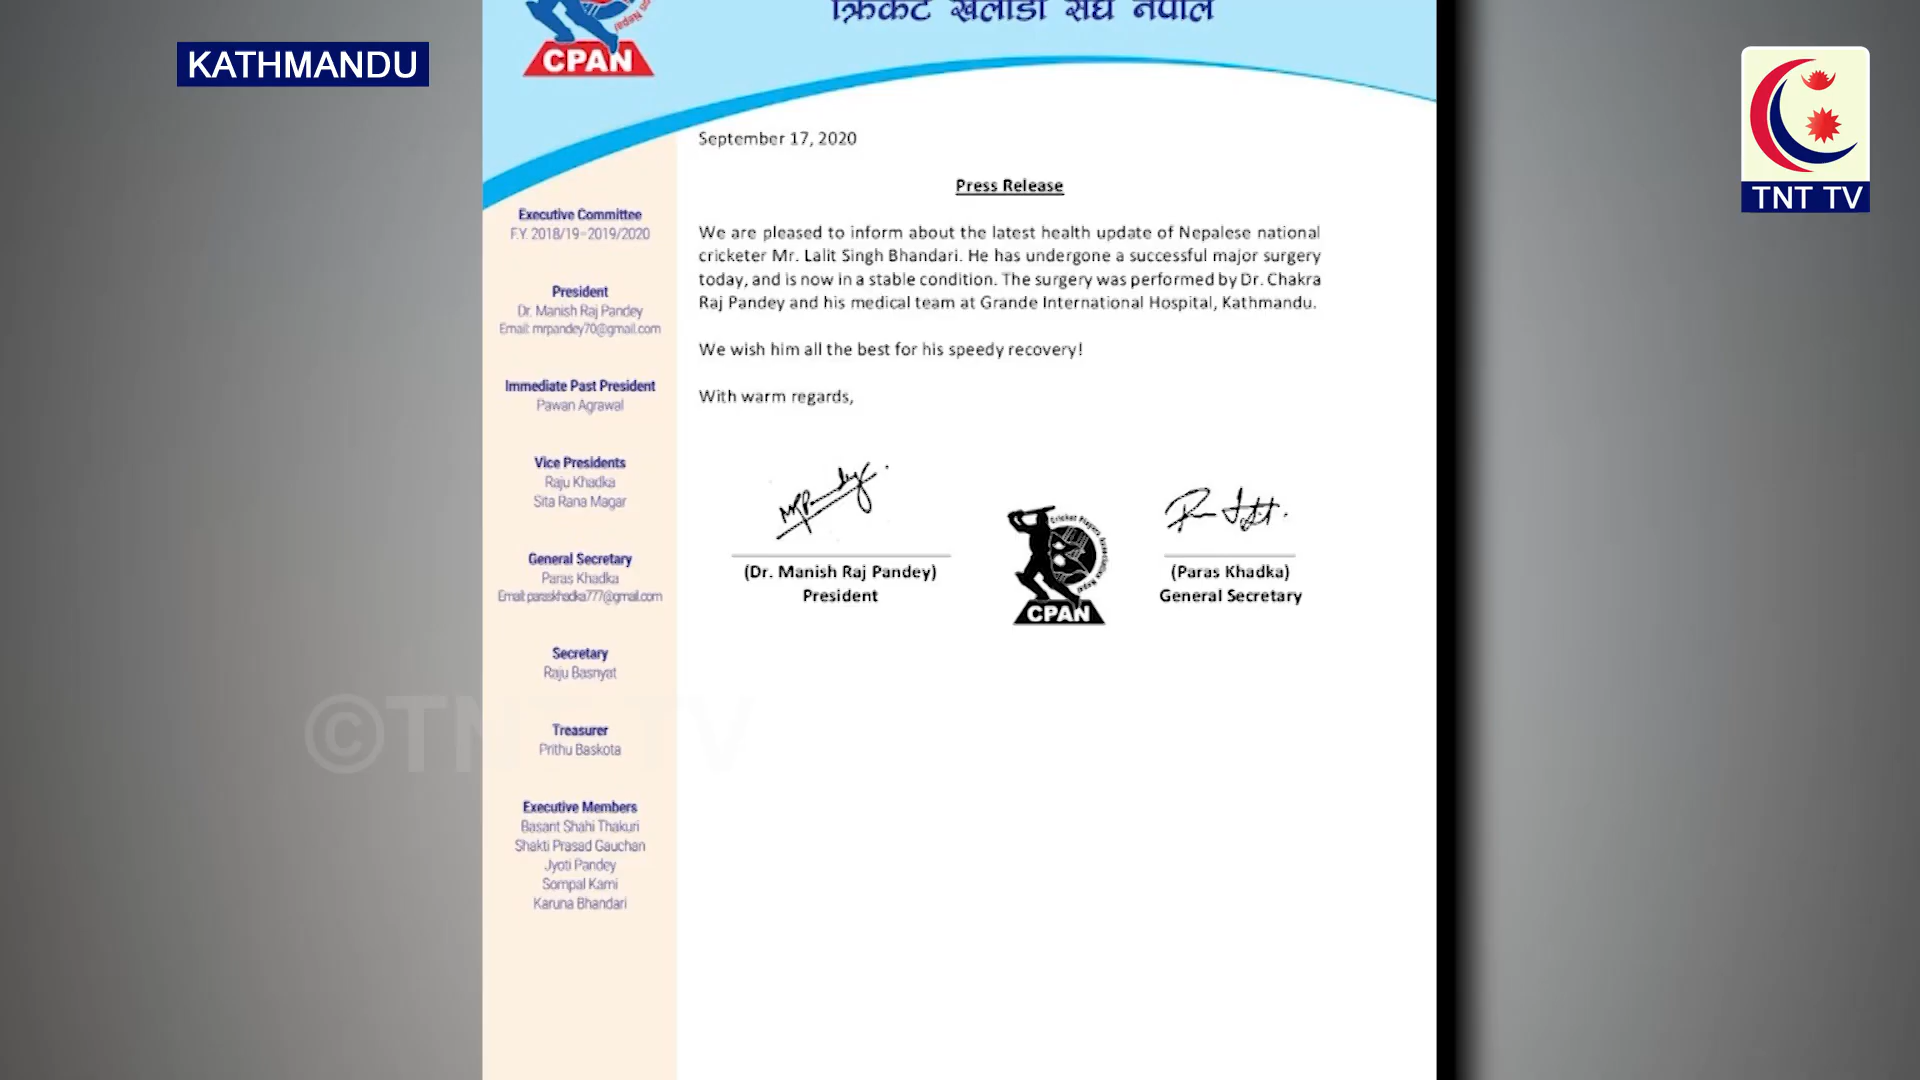 क्रिकेट खेलाडी संघ नेपाल
KATHMANDU
CPAN
TNT TV
September 17, 2020
Press Release
We are pleased to inform about the latest health update of Nepalese national
cricketer Mr. Lalit Singh Bhandari. He has undergone a successful major surgery
today, and is now in a stable condition. The surgery was performed by Dr. Chakra
Raj Pandey and his medical team at Grande International Hospital, Kathmandu.
We wish him all the best for his speedy recovery!
With warm regards,
(Dr. Manish Raj Pandey)
President
Cricket Players Association Nepal
CPAN
(Paras Khadka)
General Secretary
Executive Committee
F.Y. 2018/19-2019/2020
President
Dr. Manish Raj Pandey
Email: mrpandey70@gmail.com
Immediate Past President
Pawan Agrawal
Vice Presidents
Raju Khadka
Sita Rana Magar
General Secretary
Paras Khadka
Email: paraskhadka777@gmail.com
Secretary
Raju Basnyat
Treasurer
Prithu Baskota
Executive Members
Basant Shahi Thakuri
Shakti Prasad Gauchan
Jyoti Pandey
Sompal Kami
Karuna Bhandari
©TNT TV